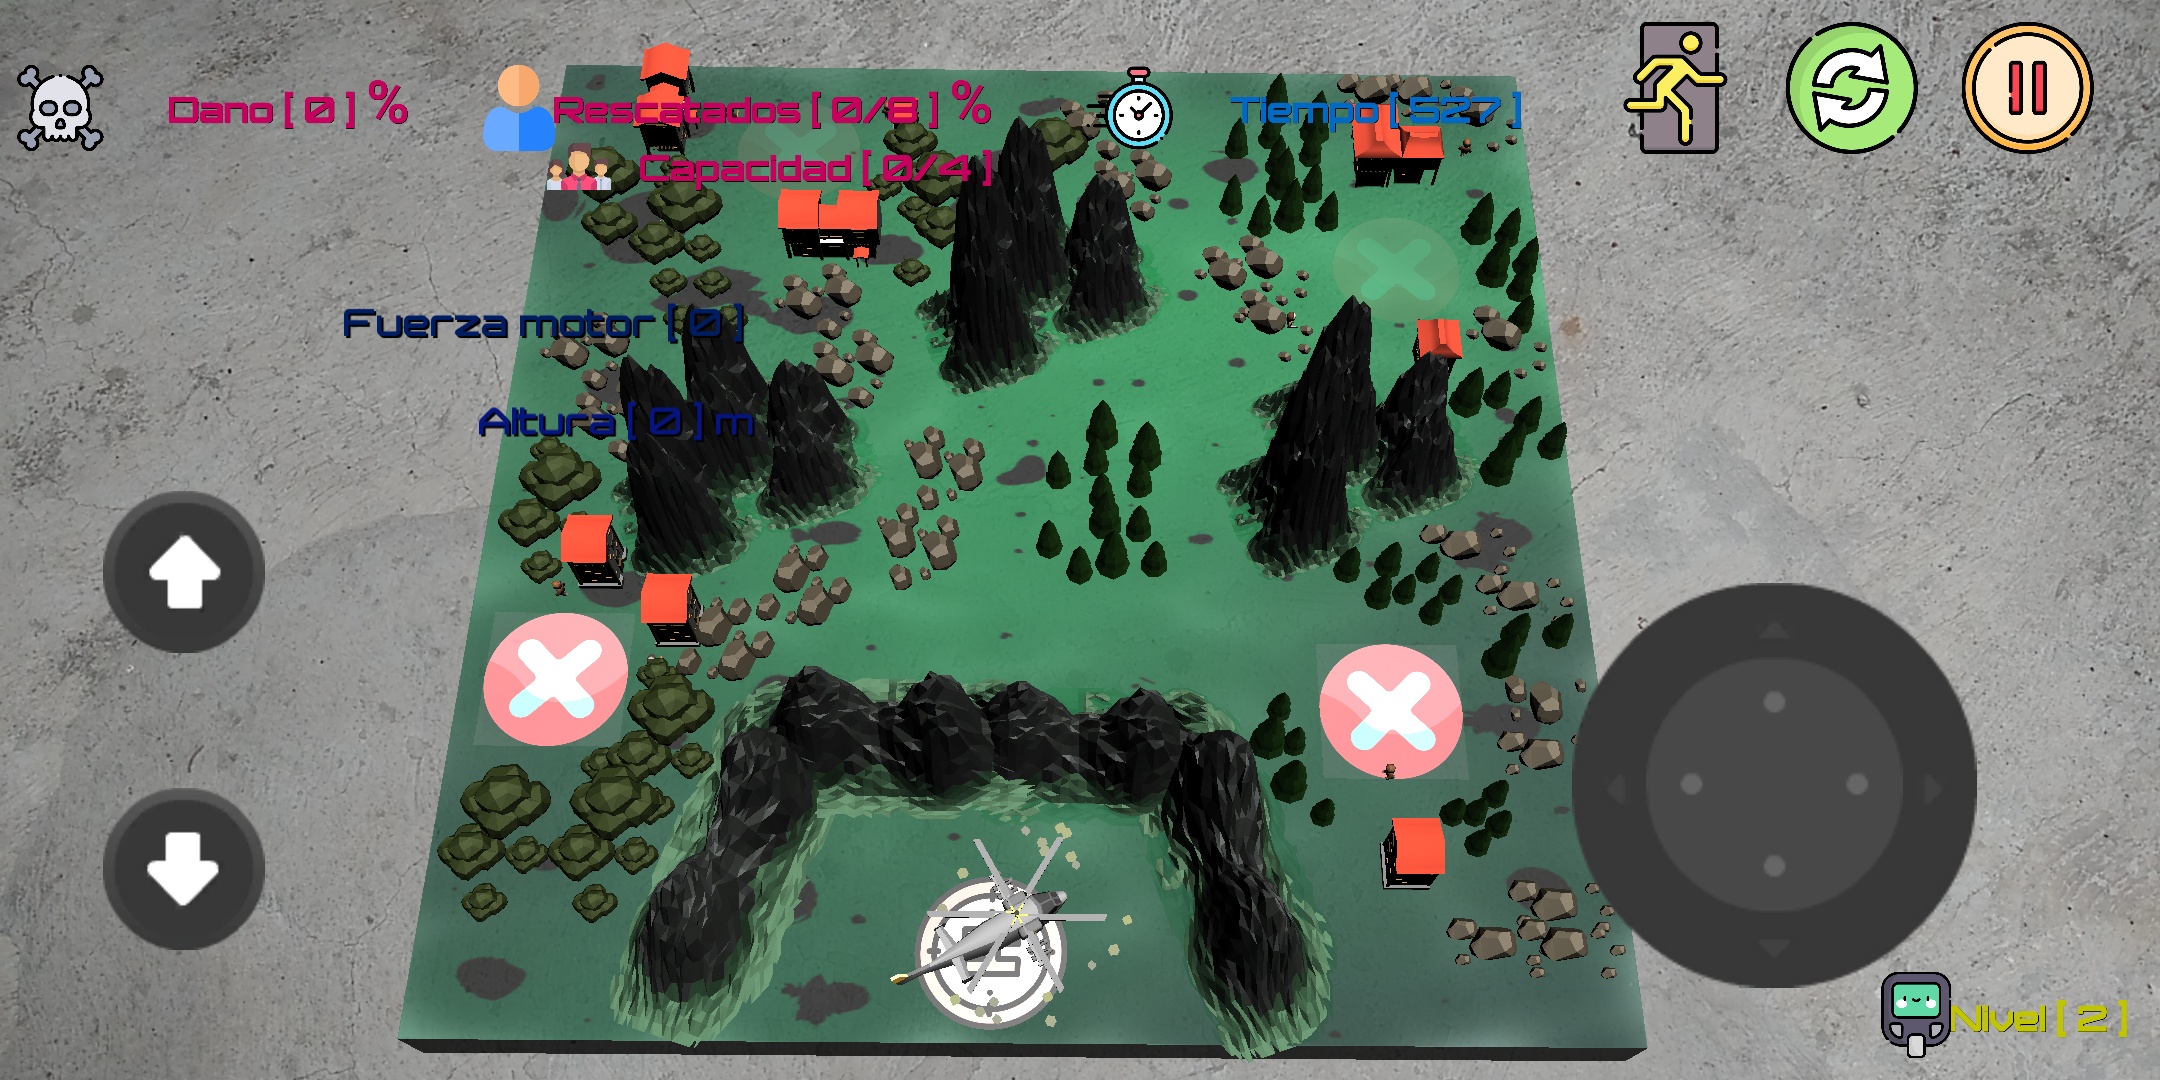 Dano [ 0 ] %
Rescatados [ 0/8 ] %
Tiempo [ 527 ]
Capacidad [ 0/4 ]
Fuerza motor [ 0 ]
Altura [ 0 ] m
Nivel [ 2 ]